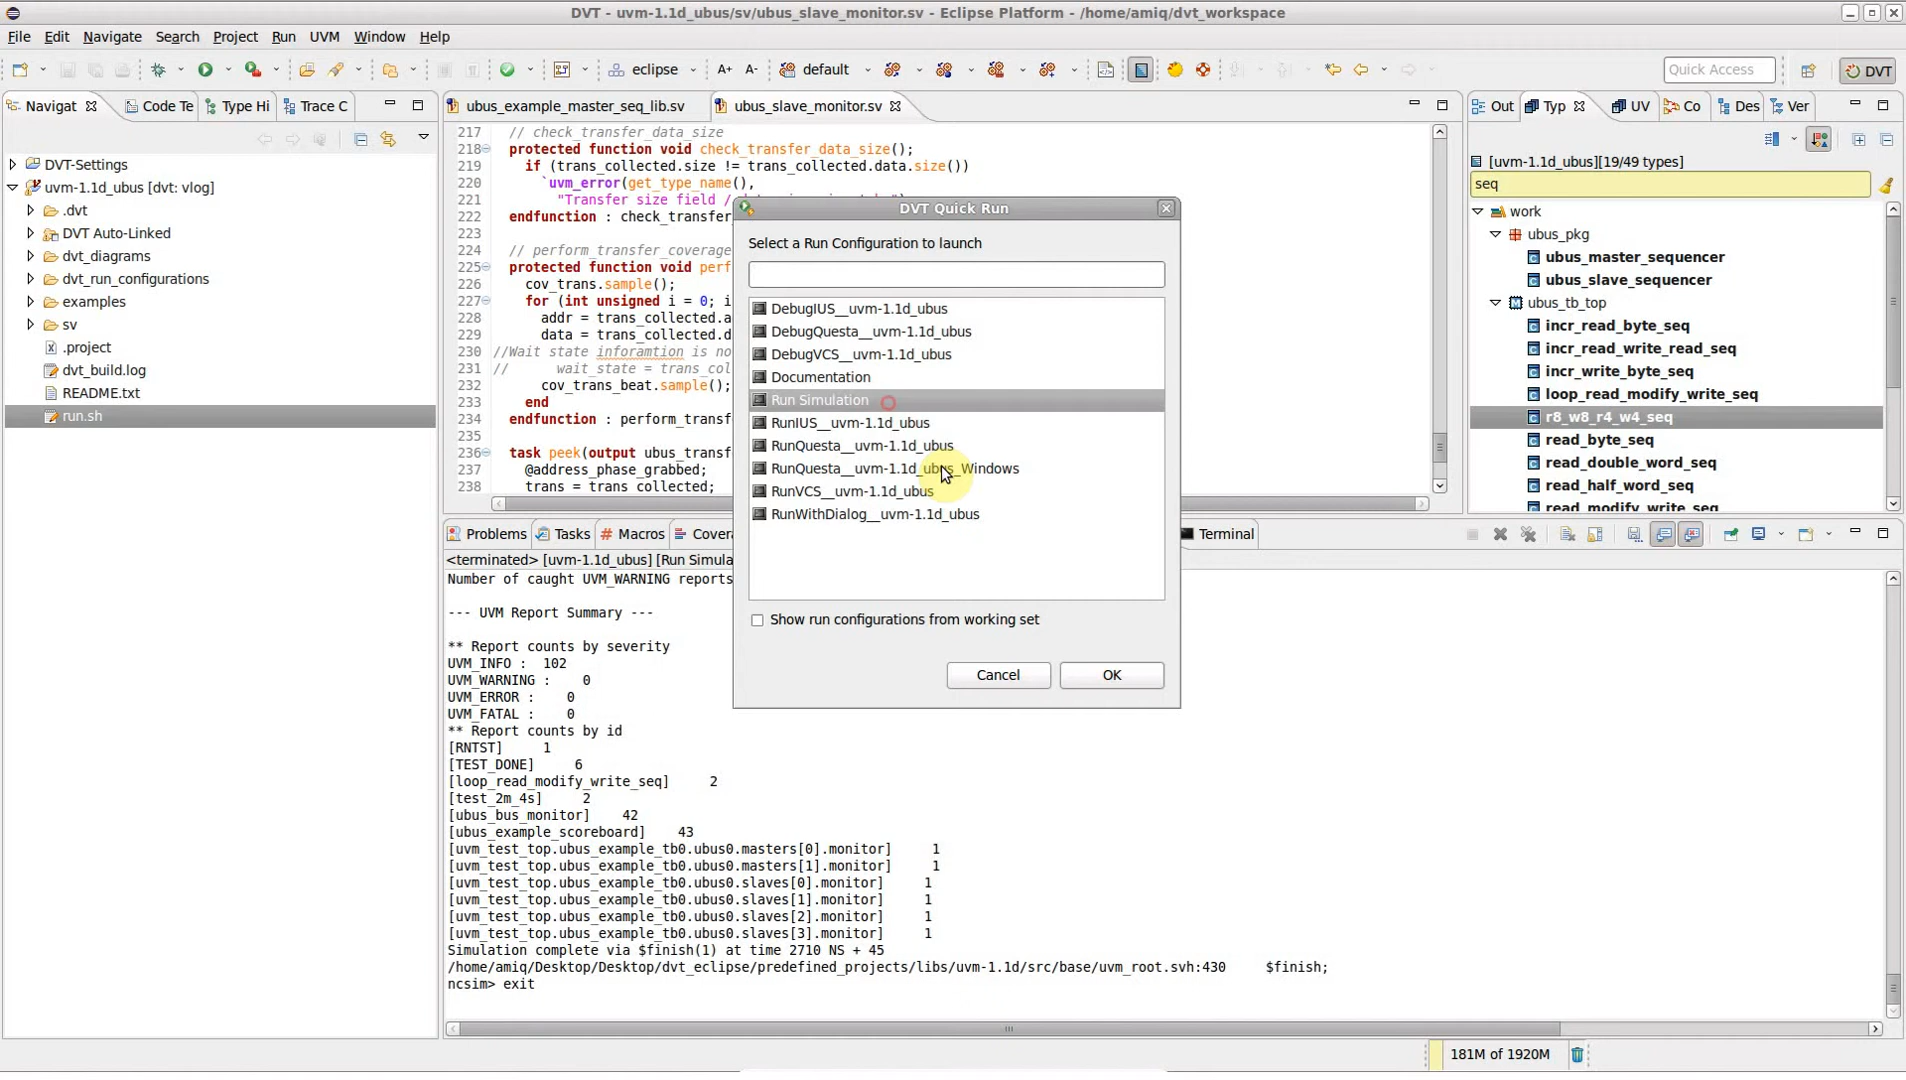 DVT - uvm-1.1d_ubus/sv/ubus_slave_monitor.sv - Eclipse Platform - /home/amiq/dvt_workspace
File Edit Navigate Search Project Run UVM Window Help
eclipse A+ A- default Quick Access DVT
Navigat Code Te Type Hi Trace C
DVT-Settings
uvm-1.1d_ubus [dvt: vlog]
.dvt
DVT Auto-Linked
dvt_diagrams
dvt_run_configurations
examples
sv
.project
dvt_build.log
README.txt
run.sh
ubus_example_master_seq_lib.sv ubus_slave_monitor.sv
217 // check_transfer_data_size
218 protected function void check_transfer_data_size();
219 if (trans_collected.size != trans_collected.data.size())
220 `uvm_error(get_type_name(),
221 "Transfer size field /
222 endfunction : check_transfer
223
224 // perform_transfer_coverage
225 protected function void perf
226 cov_trans.sample();
227 for (int unsigned i = 0; i
228 addr = trans_collected.a
229 data = trans_collected.d
230 //Wait state inforamtion is no
231 // wait_state = trans_col
232 cov_trans_beat.sample();
233 end
234 endfunction : perform_transf
235
236 task peek(output ubus_transf
237 @address_phase_grabbed;
238 trans = trans_collected;
DVT Quick Run
Select a Run Configuration to launch
DebugIUS__uvm-1.1d_ubus
DebugQuesta__uvm-1.1d_ubus
DebugVCS__uvm-1.1d_ubus
Documentation
Run Simulation
RunIUS__uvm-1.1d_ubus
RunQuesta__uvm-1.1d_ubus
RunQuesta__uvm-1.1d_ubus_Windows
RunVCS__uvm-1.1d_ubus
RunWithDialog__uvm-1.1d_ubus
Show run configurations from working set
Cancel OK
Out Typ UV Co Des Ver
[uvm-1.1d_ubus][19/49 types]
seq
work
ubus_pkg
ubus_master_sequencer
ubus_slave_sequencer
ubus_tb_top
incr_read_byte_seq
incr_read_write_read_seq
incr_write_byte_seq
loop_read_modify_write_seq
r8_w8_r4_w4_seq
read_byte_seq
read_double_word_seq
read_half_word_seq
read_modify_write_seq
Problems Tasks Macros Covera Terminal
<terminated> [uvm-1.1d_ubus] [Run Simula
Number of caught UVM_WARNING reports
--- UVM Report Summary ---
** Report counts by severity
UVM_INFO : 102
UVM_WARNING : 0
UVM_ERROR : 0
UVM_FATAL : 0
** Report counts by id
[RNTST] 1
[TEST_DONE] 6
[loop_read_modify_write_seq] 2
[test_2m_4s] 2
[ubus_bus_monitor] 42
[ubus_example_scoreboard] 43
[uvm_test_top.ubus_example_tb0.ubus0.masters[0].monitor] 1
[uvm_test_top.ubus_example_tb0.ubus0.masters[1].monitor] 1
[uvm_test_top.ubus_example_tb0.ubus0.slaves[0].monitor] 1
[uvm_test_top.ubus_example_tb0.ubus0.slaves[1].monitor] 1
[uvm_test_top.ubus_example_tb0.ubus0.slaves[2].monitor] 1
[uvm_test_top.ubus_example_tb0.ubus0.slaves[3].monitor] 1
Simulation complete via $finish(1) at time 2710 NS + 45
/home/amiq/Desktop/Desktop/dvt_eclipse/predefined_projects/libs/uvm-1.1d/src/base/uvm_root.svh:430 $finish;
ncsim> exit
181M of 1920M